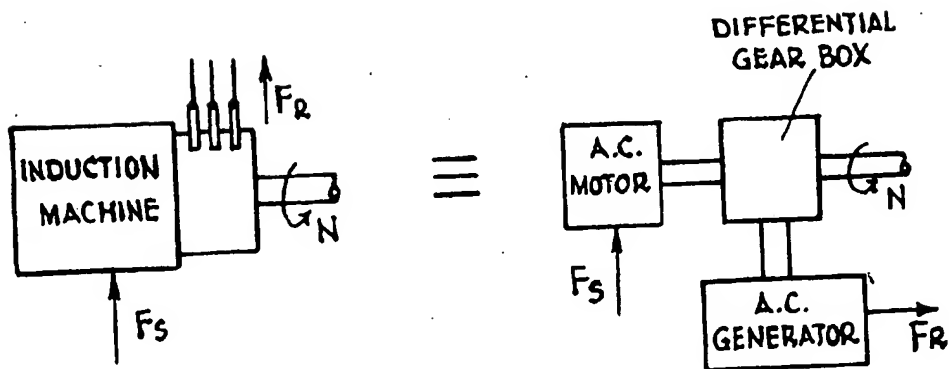 DIFFERENTIAL
GEAR BOX
FR
INDUCTION
MACHINE
N
FS
≡
A.C.
MOTOR
N
FS
A.C.
GENERATOR
FR